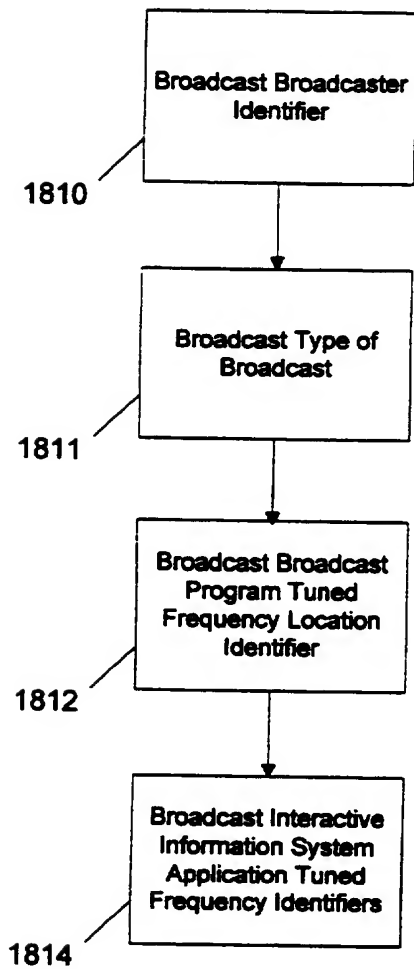 Broadcast Broadcaster
Identifier
1810
Broadcast Type of
Broadcast
1811
Broadcast Broadcast
Program Tuned
Frequency Location
Identifier
1812
Broadcast Interactive
Information System
Application Tuned
Frequency Identifiers
1814